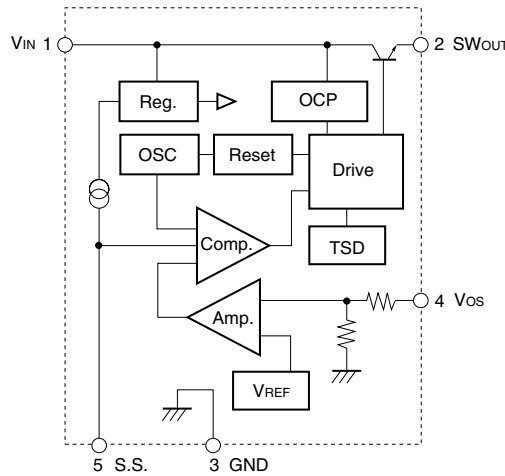 VIN 1
2 SWOUT
Reg.
OCP
OSC
Reset
Drive
Comp.
TSD
Amp.
4 VOS
VREF
5 S.S.
3 GND